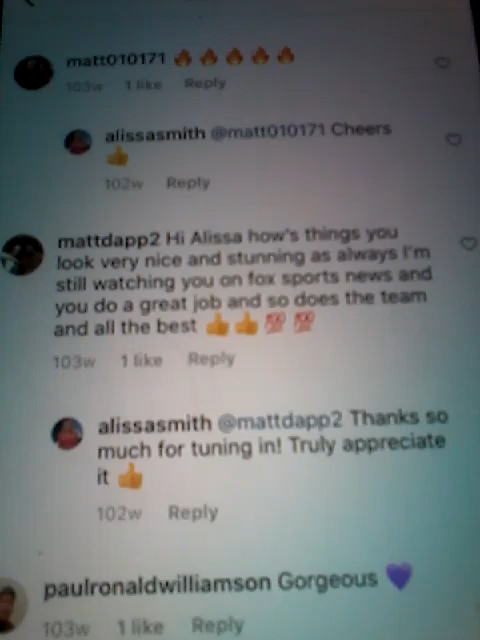 matt010171 🔥 🔥 🔥 🔥 🔥
103w 1 like Reply
alissasmith @matt010171 Cheers
👍
102w Reply
mattdapp2 Hi Alissa how's things you
look very nice and stunning as always I'm
still watching you on fox sports news and
you do a great job and so does the team
and all the best 👍 👍 💯 💯
103w 1 like Reply
alissasmith @mattdapp2 Thanks so
much for tuning in! Truly appreciate
it 👍
102w Reply
paulronaldwilliamson Gorgeous 💜
103w 1 like Reply